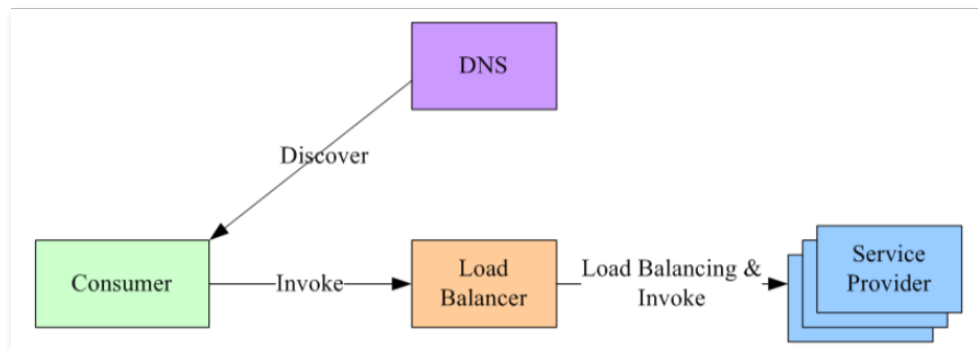 DNS
Discover
Consumer
Invoke
Load
Balancer
Load Balancing &
Invoke
Service
Provider